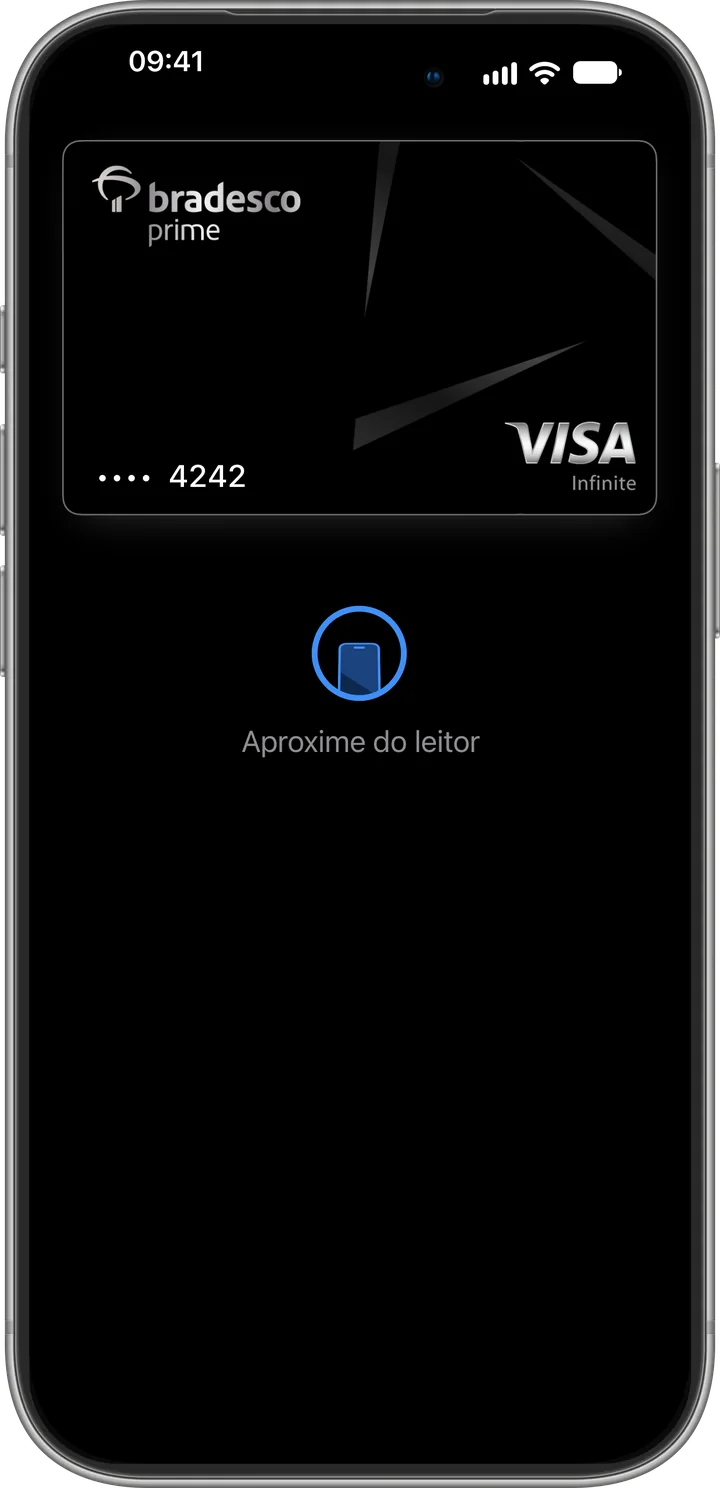 09:41
bradesco
prime
VISA
Infinite
•••• 4242
Aproxime do leitor